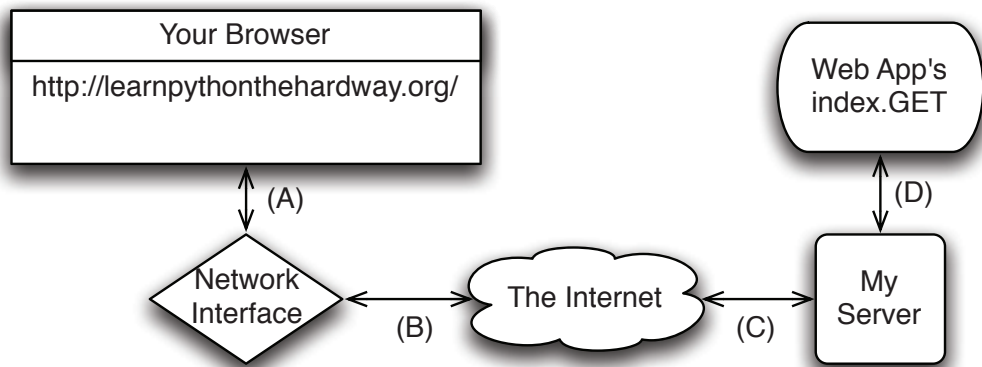 Your Browser
http://learnpythonthehardway.org/
Web App's
index.GET
(A)
(D)
Network
Interface
(B)
The Internet
(C)
My
Server